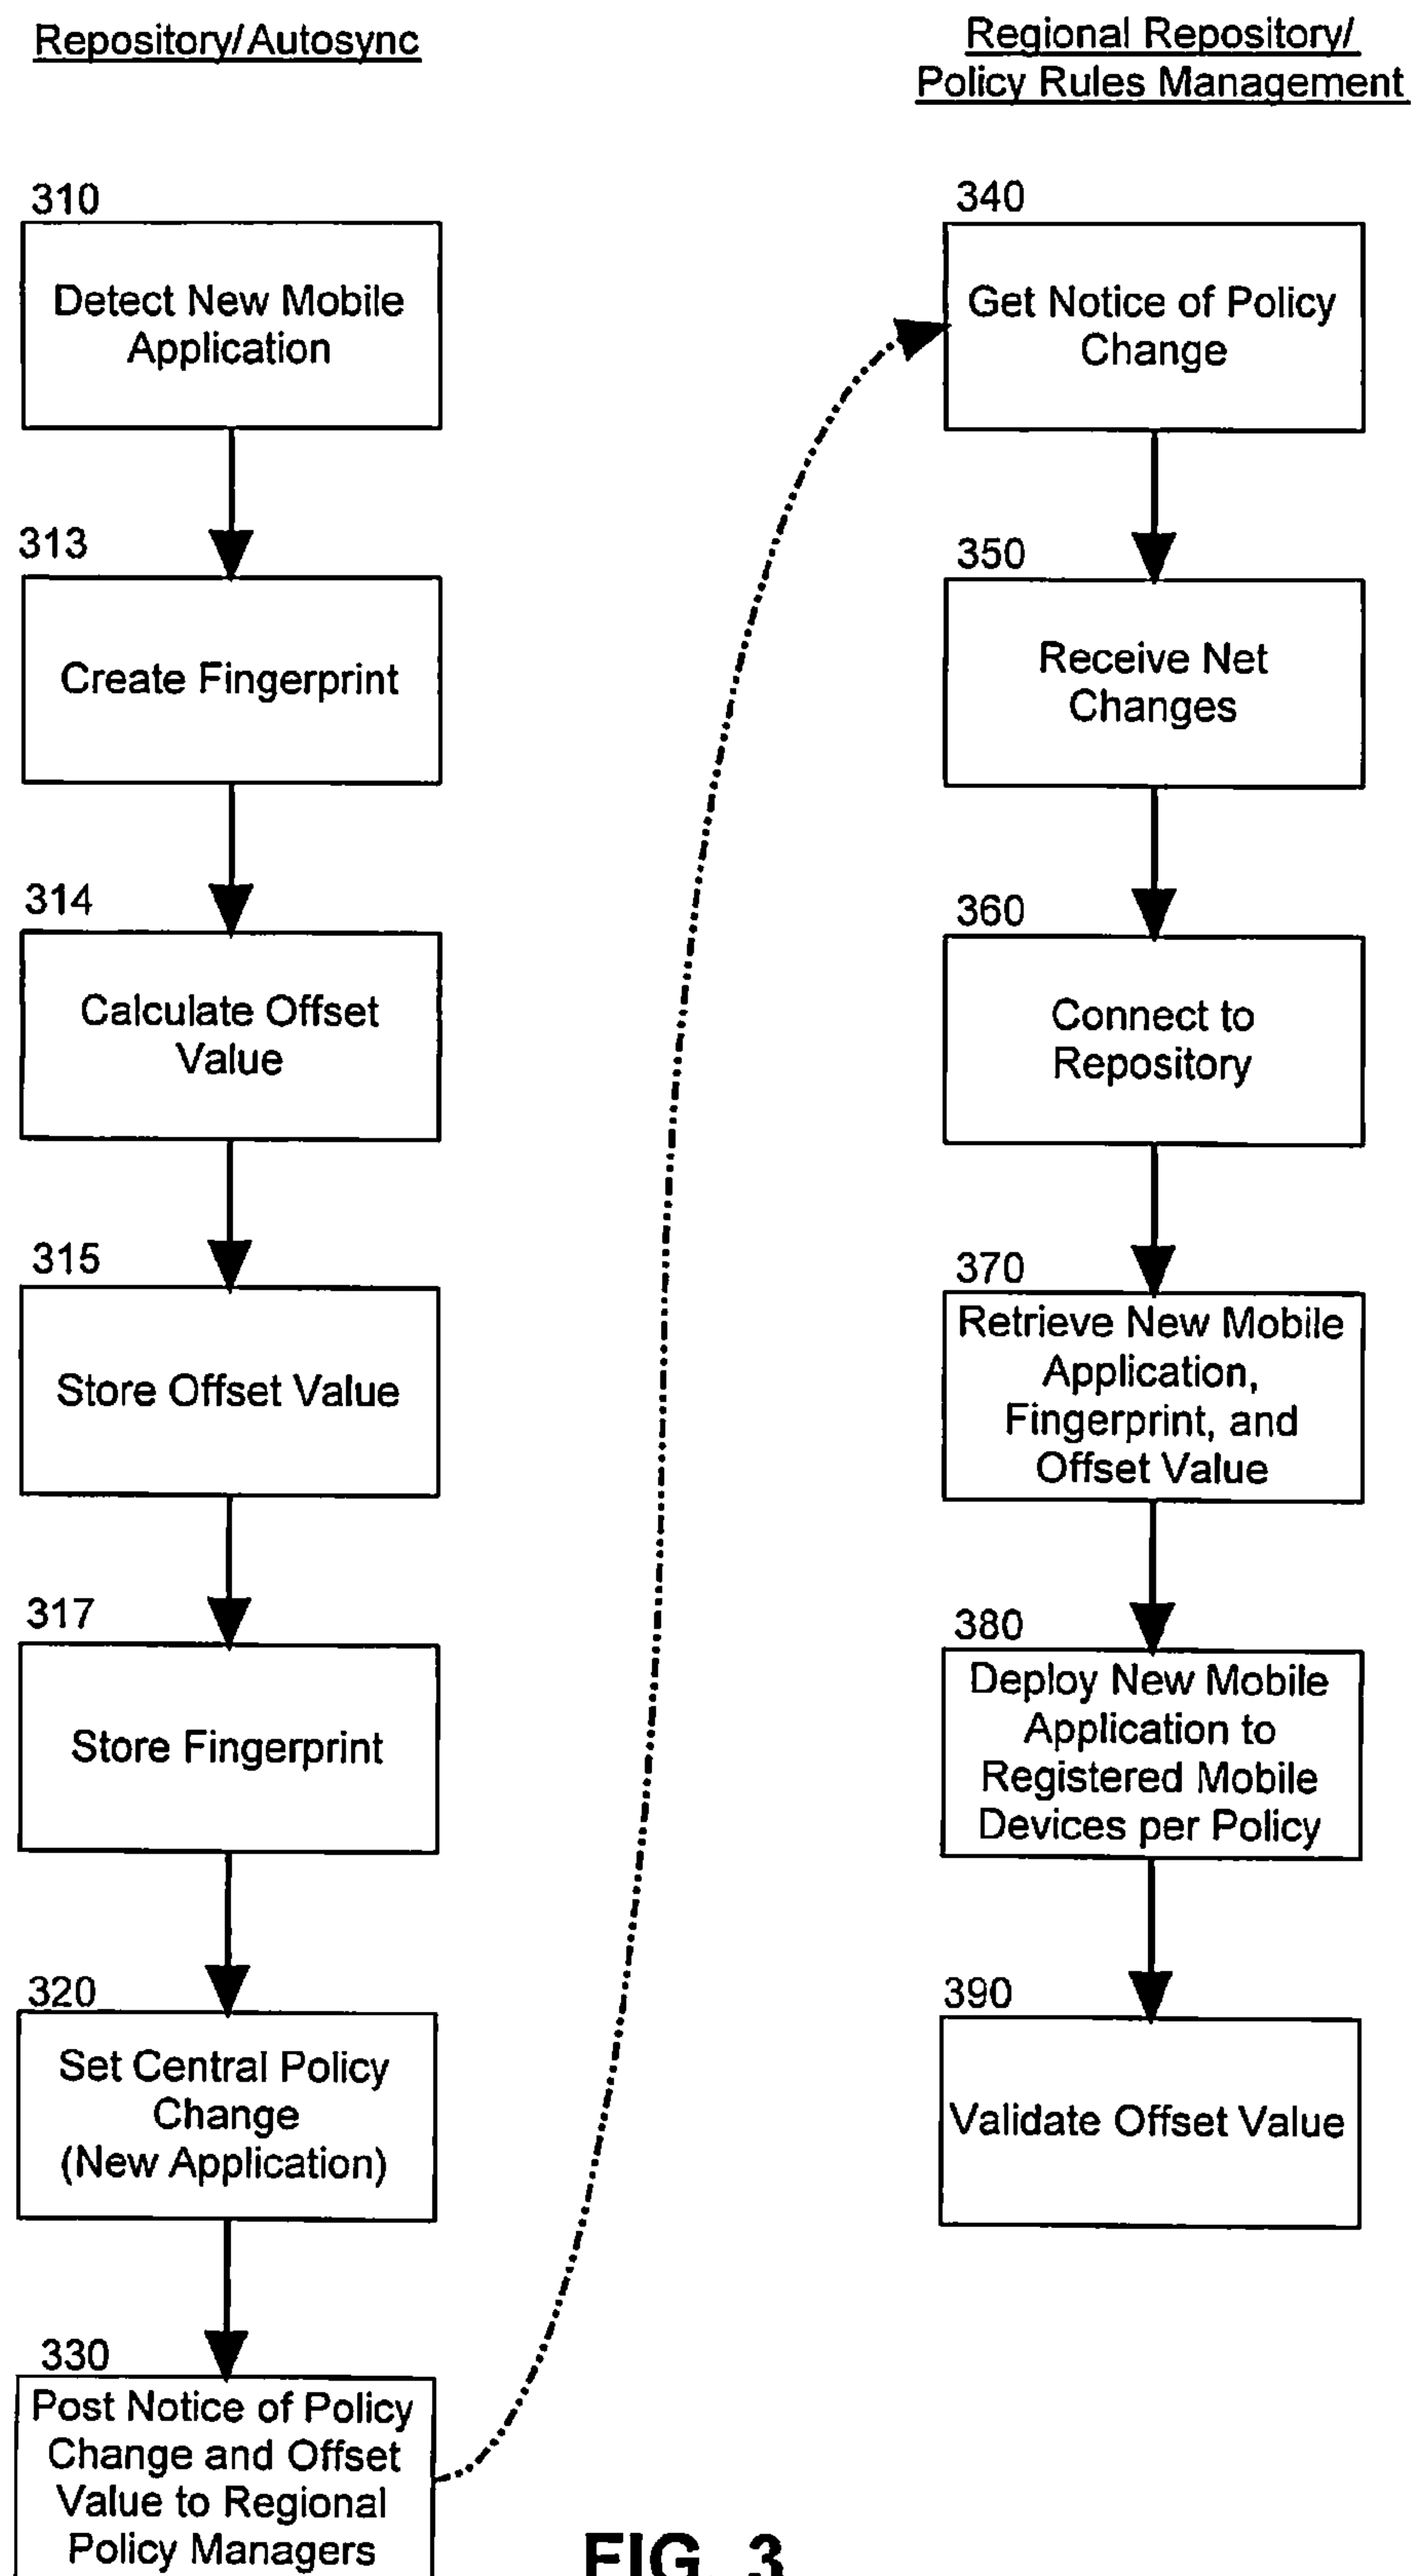 Repository/Autosync
310
Detect New Mobile
Application
313
Create Fingerprint
314
Calculate Offset
Value
315
Store Offset Value
317
Store Fingerprint
320
Set Central Policy
Change
(New Application)
330
Post Notice of Policy
Change and Offset
Value to Regional
Policy Managers
Regional Repository/
Policy Rules Management
340
Get Notice of Policy
Change
350
Receive Net
Changes
360
Connect to
Repository
370
Retrieve New Mobile
Application,
Fingerprint, and
Offset Value
380
Deploy New Mobile
Application to
Registered Mobile
Devices per Policy
390
Validate Offset Value
FIG. 3